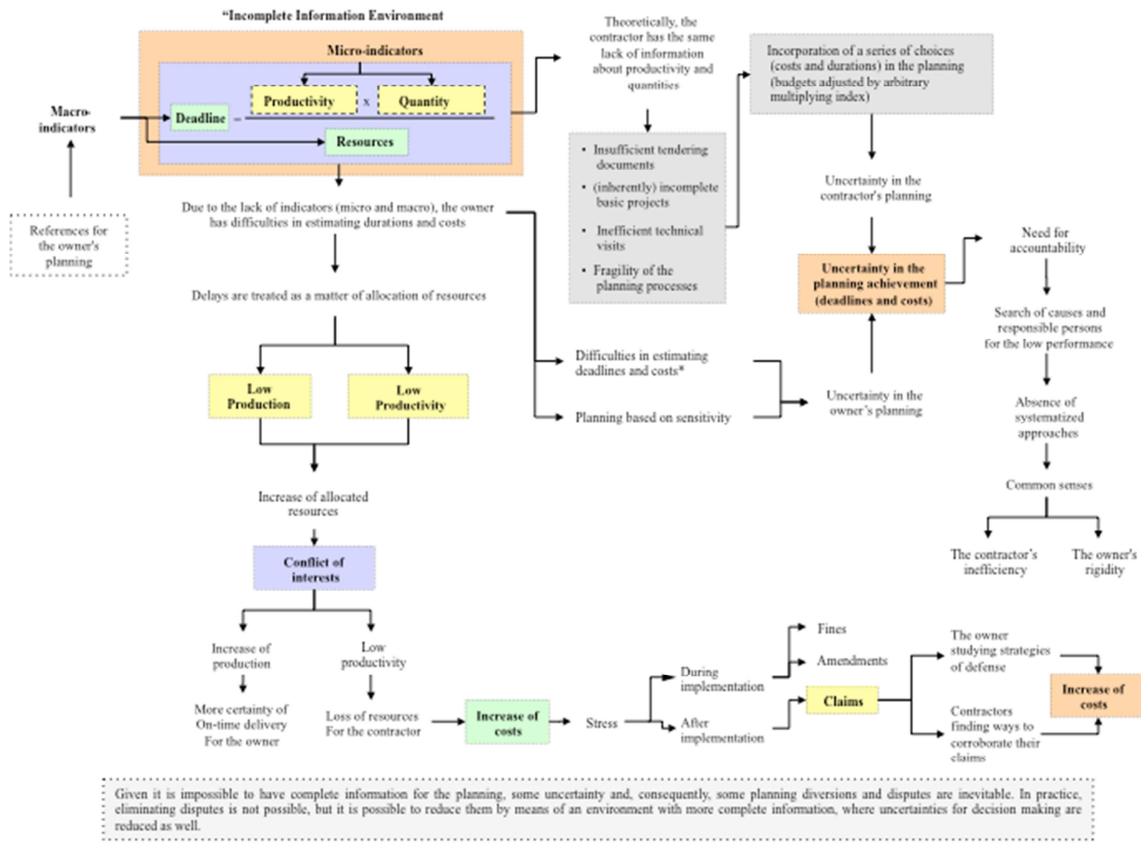 “Incomplete Information Environment
Micro-indicators
Productivity x Quantity
Deadline =
Resources
Macro-
indicators
References for
the owner's
planning
Theoretically, the
contractor has the same
lack of information
about productivity and
quantities
Incorporation of a series of choices
(costs and durations) in the planning
(budgets adjusted by arbitrary
multiplying index)
• Insufficient tendering
documents
• (inherently) incomplete
basic projects
• Inefficient technical
visits
• Fragility of the
planning processes
Uncertainty in the
contractor's planning
Uncertainty in the
planning achievement
(deadlines and costs)
Need for
accountability
Search of causes and
responsible persons
for the low performance
Absence of
systematized
approaches
Common senses
The contractor’s
inefficiency
The owner's
rigidity
Due to the lack of indicators (micro and macro), the owner
has difficulties in estimating durations and costs
Delays are treated as a matter of allocation of resources
Low
Production
Low
Productivity
Difficulties in estimating
deadlines and costs*
Planning based on sensitivity
Uncertainty in the
owner’s planning
Increase of allocated
resources
Conflict of
interests
Increase of
production
Low
productivity
More certainty of
On-time delivery
For the owner
Loss of resources
For the contractor
Increase of
costs
Stress
During
implementation
After
implementation
Fines
Amendments
Claims
The owner
studying strategies
of defense
Contractors
finding ways to
corroborate their
claims
Increase of
costs
Given it is impossible to have complete information for the planning, some uncertainty and, consequently, some planning diversions and disputes are inevitable. In practice,
eliminating disputes is not possible, but it is possible to reduce them by means of an environment with more complete information, where uncertainties for decision making are
reduced as well.